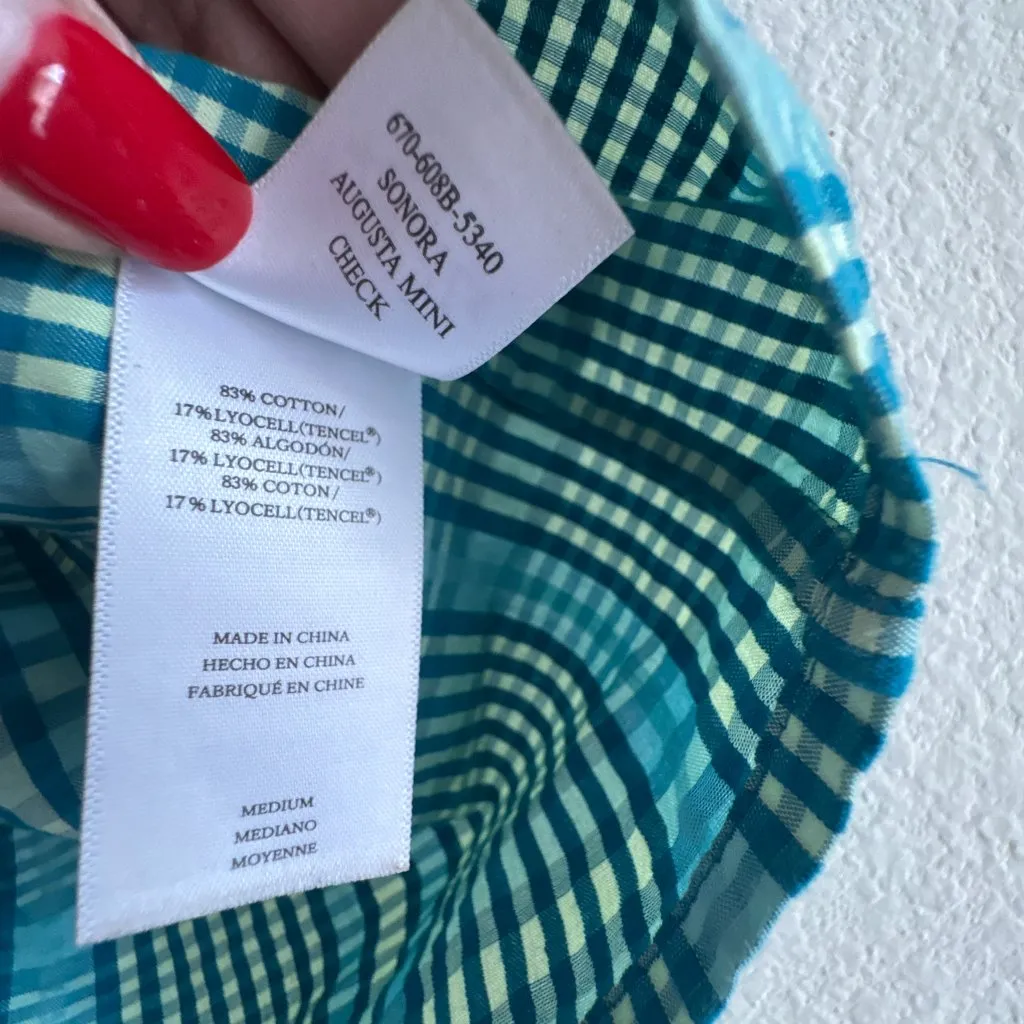 670-608B-5340
SONORA
AUGUSTA MINI
CHECK
83% COTTON/
17% LYOCELL(TENCEL®)
83% ALGODÓN/
17% LYOCELL(TENCEL®)
83% COTON/
17% LYOCELL(TENCEL®)
MADE IN CHINA
HECHO EN CHINA
FABRIQUÉ EN CHINE
MEDIUM
MEDIANO
MOYENNE